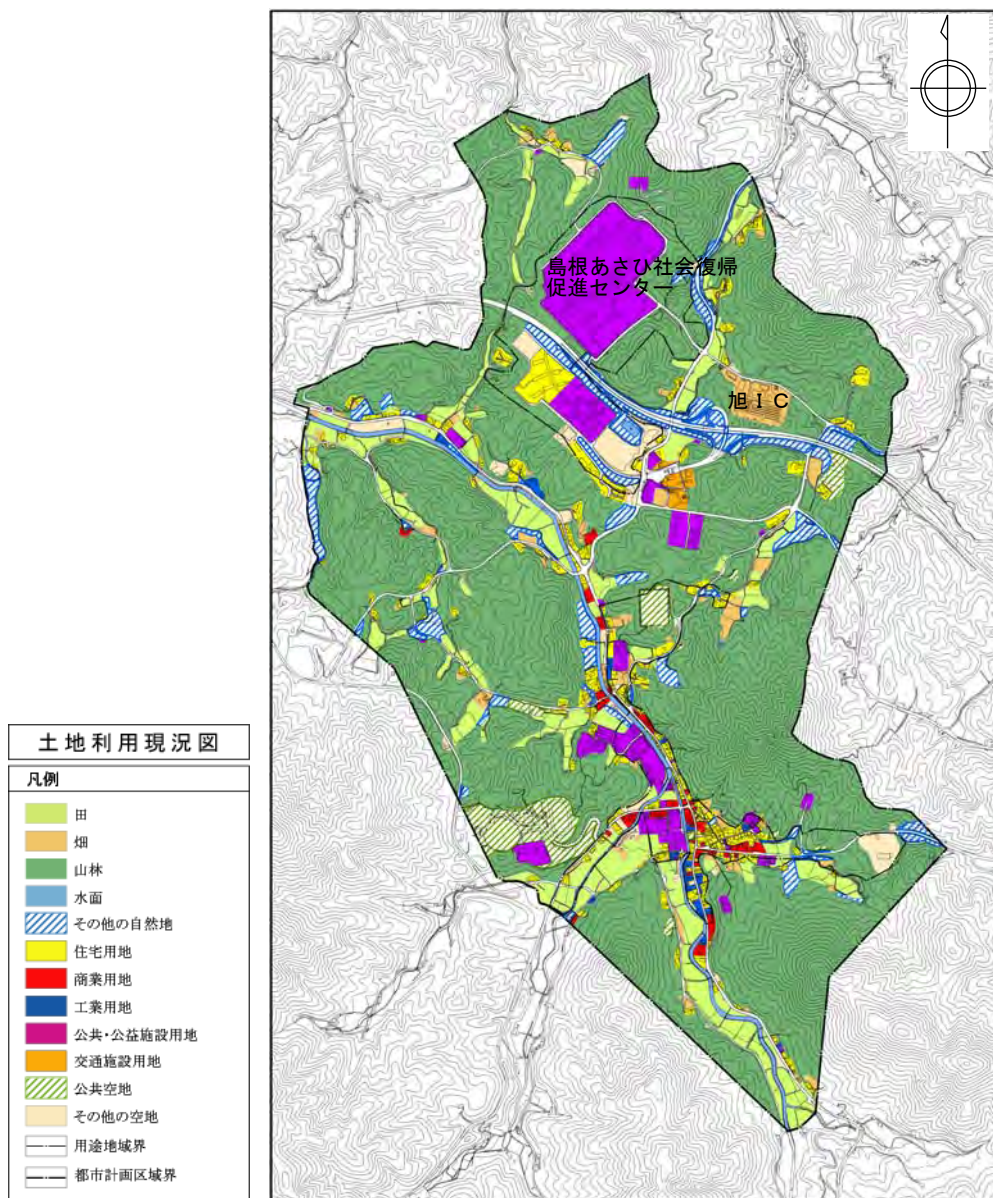 島根あさひ社会復帰
促進センター
旭IC
土地利用現況図
凡例
田
畑
山林
水面
その他の自然地
住宅用地
商業用地
工業用地
公共・公益施設用地
交通施設用地
公共空地
その他の空地
用途地域界
都市計画区域界